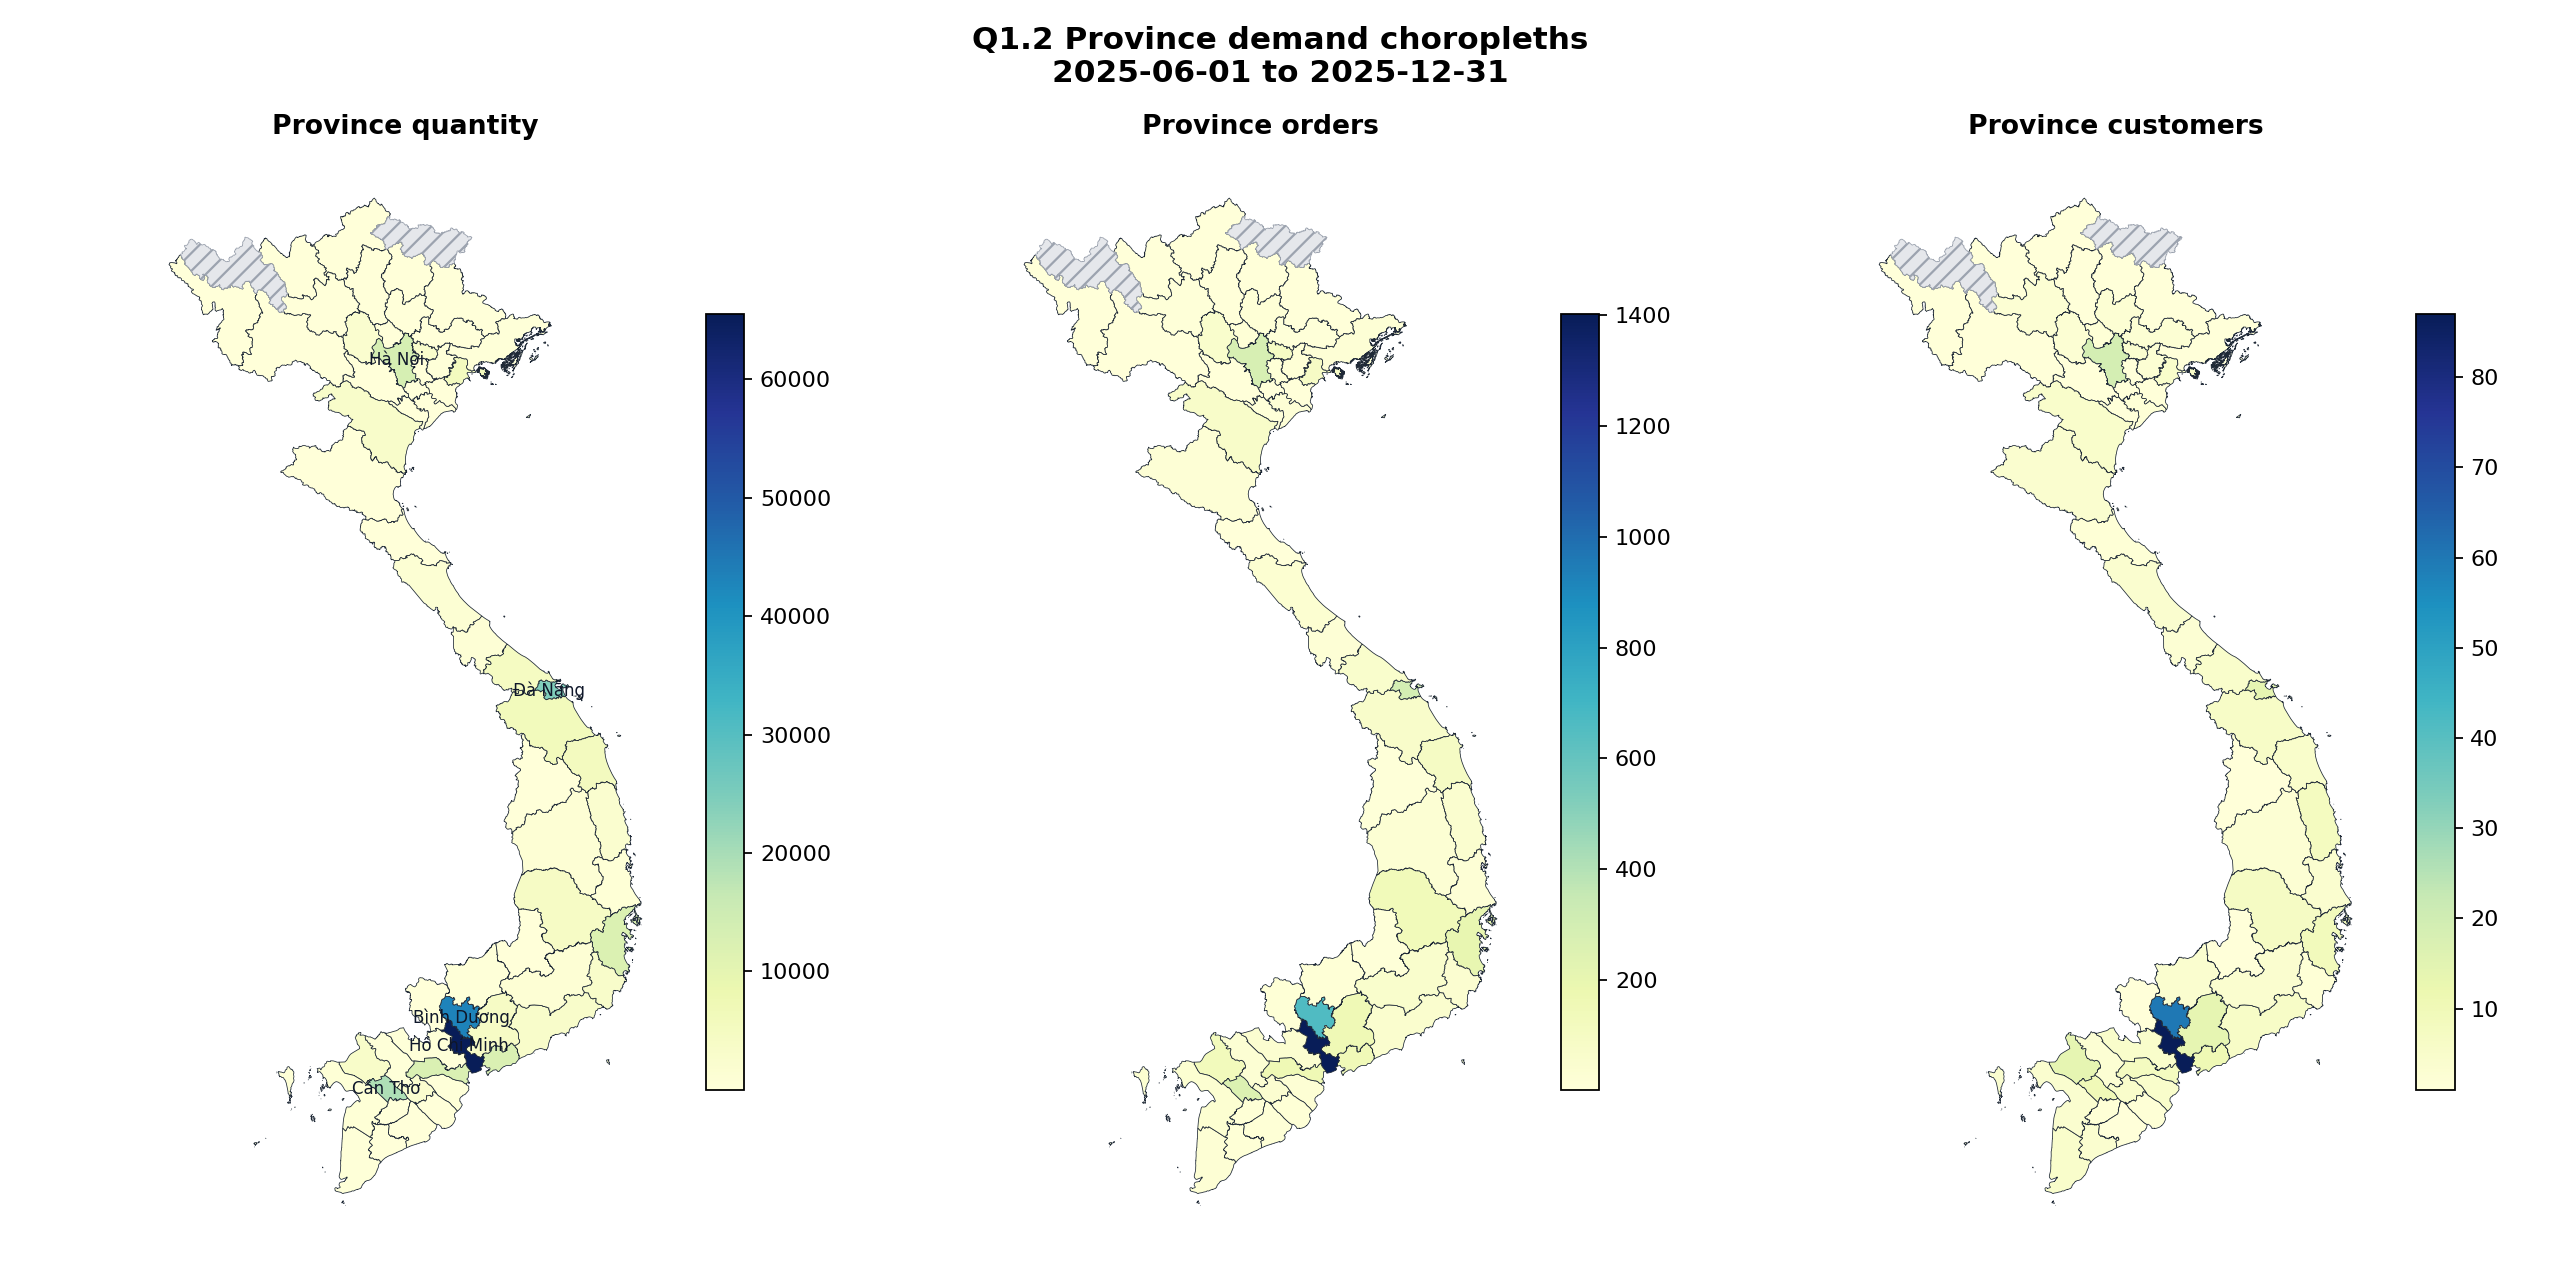 Q1.2 Province demand choropleths
2025-06-01 to 2025-12-31
Province quantity
Hà Nội
Đà Nẵng
Bình Dương
Hồ Chí Minh
Cần Thơ
60000
50000
40000
30000
20000
10000
Province orders
1400
1200
1000
800
600
400
200
Province customers
80
70
60
50
40
30
20
10